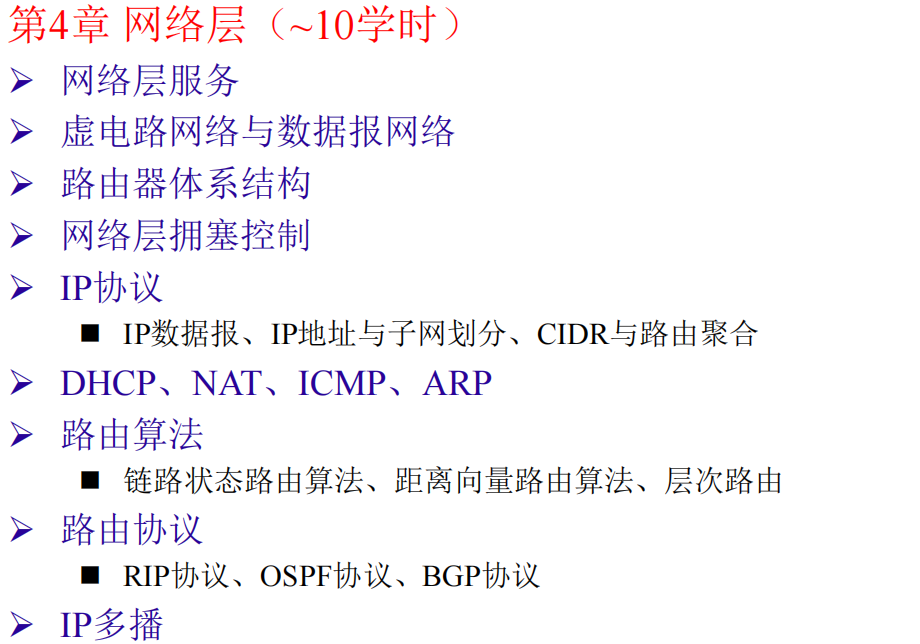 第4章 网络层（~10学时）
网络层服务
虚电路网络与数据报网络
路由器体系结构
网络层拥塞控制
IP协议
IP数据报、IP地址与子网划分、CIDR与路由聚合
DHCP、NAT、ICMP、ARP
路由算法
链路状态路由算法、距离向量路由算法、层次路由
路由协议
RIP协议、OSPF协议、BGP协议
IP多播